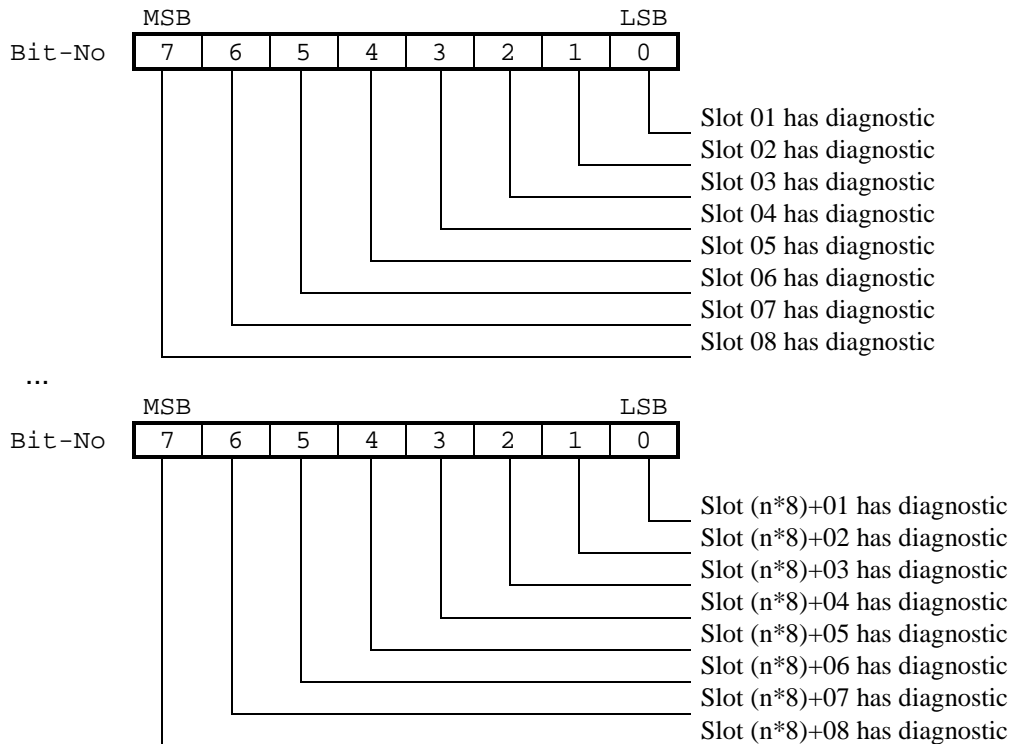 MSB LSB
Bit-No 7 6 5 4 3 2 1 0
Slot 01 has diagnostic
Slot 02 has diagnostic
Slot 03 has diagnostic
Slot 04 has diagnostic
Slot 05 has diagnostic
Slot 06 has diagnostic
Slot 07 has diagnostic
Slot 08 has diagnostic
...
MSB LSB
Bit-No 7 6 5 4 3 2 1 0
Slot (n*8)+01 has diagnostic
Slot (n*8)+02 has diagnostic
Slot (n*8)+03 has diagnostic
Slot (n*8)+04 has diagnostic
Slot (n*8)+05 has diagnostic
Slot (n*8)+06 has diagnostic
Slot (n*8)+07 has diagnostic
Slot (n*8)+08 has diagnostic